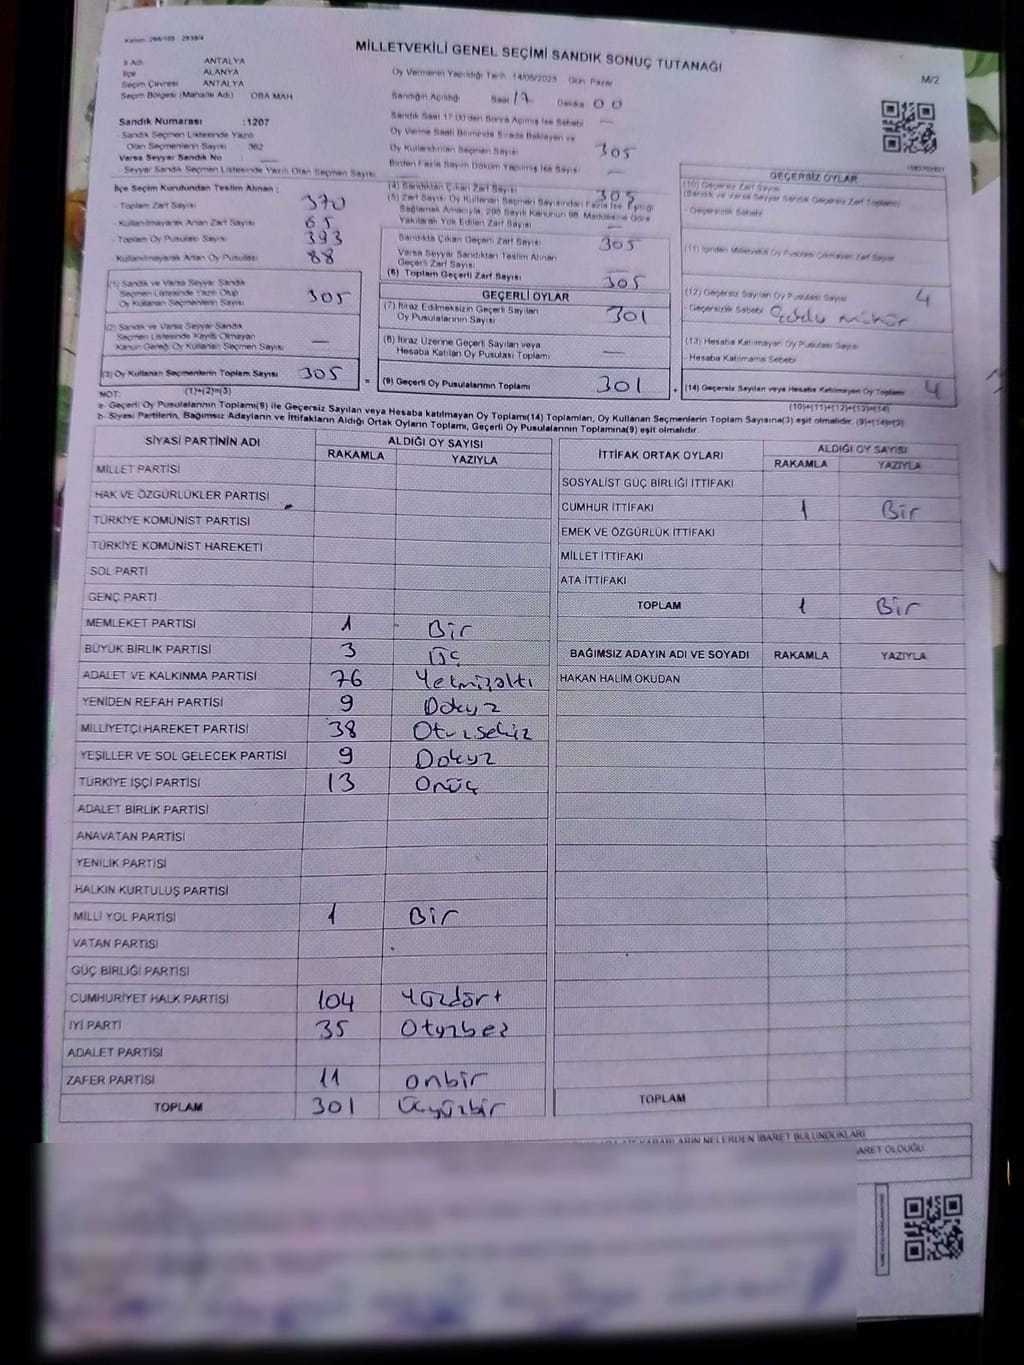 MİLLETVEKİLİ GENEL SEÇİMİ SANDIK SONUÇ TUTANAĞI
M/2
İl Adı ANTALYA
İlçe ALANYA
Seçim Çevresi ANTALYA
Seçim Bölgesi (Mahalle Adı) OBA MAH
Oy Vermenin Yapıldığı Tarih 14/05/2023 Gün Pazar
Sandığın Açıldığı Saat 17 Dakika 00
Sandık Saat 17.00'den Sonra Açılmış İse Sebebi —
Oy Verme Saati Bitiminde Sırada Bekleyen ve
Oy Kullandırılan Seçmen Sayısı 305
Birden Fazla Sayım Döküm Yapılmış İse Sayısı —
Sandık Numarası :1207
Sandık Seçmen Listesinde Yazılı
Olan Seçmenlerin Sayısı 362
Varsa Seyyar Sandık No —
Seyyar Sandık Seçmen Listesinde Yazılı Olan Seçmen Sayısı —
İlçe Seçim Kurulundan Teslim Alınan;
- Toplam Zarf Sayısı 370
- Kullanılmayarak Artan Zarf Sayısı 65
- Toplam Oy Pusulası Sayısı 393
- Kullanılmayarak Artan Oy Pusulası 88
(1) Sandık ve Varsa Seyyar Sandık
Seçmen Listesinde Yazılı Olup
Oy Kullanan Seçmenlerin Sayısı 305
(2) Sandık ve Varsa Seyyar Sandık
Seçmen Listesinde Kayıtlı Olmayan
Kanun Gereği Oy Kullanan Seçmen Sayısı —
(3) Oy Kullanan Seçmenlerin Toplam Sayısı 305
(1)+(2)=(3)
(4) Sandıktan Çıkan Zarf Sayısı 305
(5) Zarf Sayısı Oy Kullanan Seçmen Sayısından Fazla İse, Eşitliği
Sağlamak Amacıyla, 298 Sayılı Kanunun 98. Maddesine Göre
Yakılarak Yok Edilen Zarf Sayısı —
Sandıkta Çıkan Geçerli Zarf Sayısı 305
Varsa Seyyar Sandıktan Teslim Alınan
Geçerli Zarf Sayısı —
(6) Toplam Geçerli Zarf Sayısı 305
GEÇERLİ OYLAR
(7) İtiraz Edilmeksizin Geçerli Sayılan
Oy Pusulalarının Sayısı 301
(8) İtiraz Üzerine Geçerli Sayılan veya
Hesaba Katılan Oy Pusulası Toplamı —
= (9) Geçerli Oy Pusulalarının Toplamı 301 +
GEÇERSİZ OYLAR
(10) Geçersiz Zarf Sayısı
(Sandık ve Varsa Seyyar Sandık Geçersiz Zarf Toplamı)
- Geçersizlik Sebebi
(11) İçinden Milletvekili Oy Pusulası Çıkmayan Zarf Sayısı
(12) Geçersiz Sayılan Oy Pusulası Sayısı 4
- Geçersizlik Sebebi mühür
(13) Hesaba Katılmayan Oy Pusulası Sayısı
- Hesaba Katılmama Sebebi
(14) Geçersiz Sayılan veya Hesaba Katılmayan Oy Toplamı 4
(10)+(11)+(12)+(13)=(14)
NOT:
a- Geçerli Oy Pusulalarının Toplamı(9) ile Geçersiz Sayılan veya Hesaba katılmayan Oy Toplamı(14) Toplamları, Oy Kullanan Seçmenlerin Toplam Sayısına(3) eşit olmalıdır. (9)+(14)=(3)
b- Siyasi Partilerin, Bağımsız Adayların ve İttifakların Aldığı Ortak Oyların Toplamı, Geçerli Oy Pusulalarının Toplamına(9) eşit olmalıdır.
SİYASİ PARTİNİN ADI ALDIĞI OY SAYISI
RAKAMLA YAZIYLA
MİLLET PARTİSİ
HAK VE ÖZGÜRLÜKLER PARTİSİ
TÜRKİYE KOMÜNİST PARTİSİ
TÜRKİYE KOMÜNİST HAREKETİ
SOL PARTİ
GENÇ PARTİ
MEMLEKET PARTİSİ 1 Bir
BÜYÜK BİRLİK PARTİSİ 3 Üç
ADALET VE KALKINMA PARTİSİ 76 Yetmişaltı
YENİDEN REFAH PARTİSİ 9 Dokuz
MİLLİYETÇİ HAREKET PARTİSİ 38 Otuzsekiz
YEŞİLLER VE SOL GELECEK PARTİSİ 9 Dokuz
TÜRKİYE İŞÇİ PARTİSİ 13 Onüç
ADALET BİRLİK PARTİSİ
ANAVATAN PARTİSİ
YENİLİK PARTİSİ
HALKIN KURTULUŞ PARTİSİ
MİLLİ YOL PARTİSİ 1 Bir
VATAN PARTİSİ
GÜÇ BİRLİĞİ PARTİSİ
CUMHURİYET HALK PARTİSİ 104 Yüzdört
İYİ PARTİ 35 Otuzbeş
ADALET PARTİSİ
ZAFER PARTİSİ 11 onbir
TOPLAM 301 Üçyüzbir
İTTİFAK ORTAK OYLARI ALDIĞI OY SAYISI
RAKAMLA YAZIYLA
SOSYALİST GÜÇ BİRLİĞİ İTTİFAKI
CUMHUR İTTİFAKI 1 Bir
EMEK VE ÖZGÜRLÜK İTTİFAKI
MİLLET İTTİFAKI
ATA İTTİFAKI
TOPLAM 1 Bir
BAĞIMSIZ ADAYIN ADI VE SOYADI RAKAMLA YAZIYLA
HAKAN HALİM OKUDAN
TOPLAM
KARARLARIN NELERDEN İBARET BULUNDUKLARI
ARET OLDUĞU